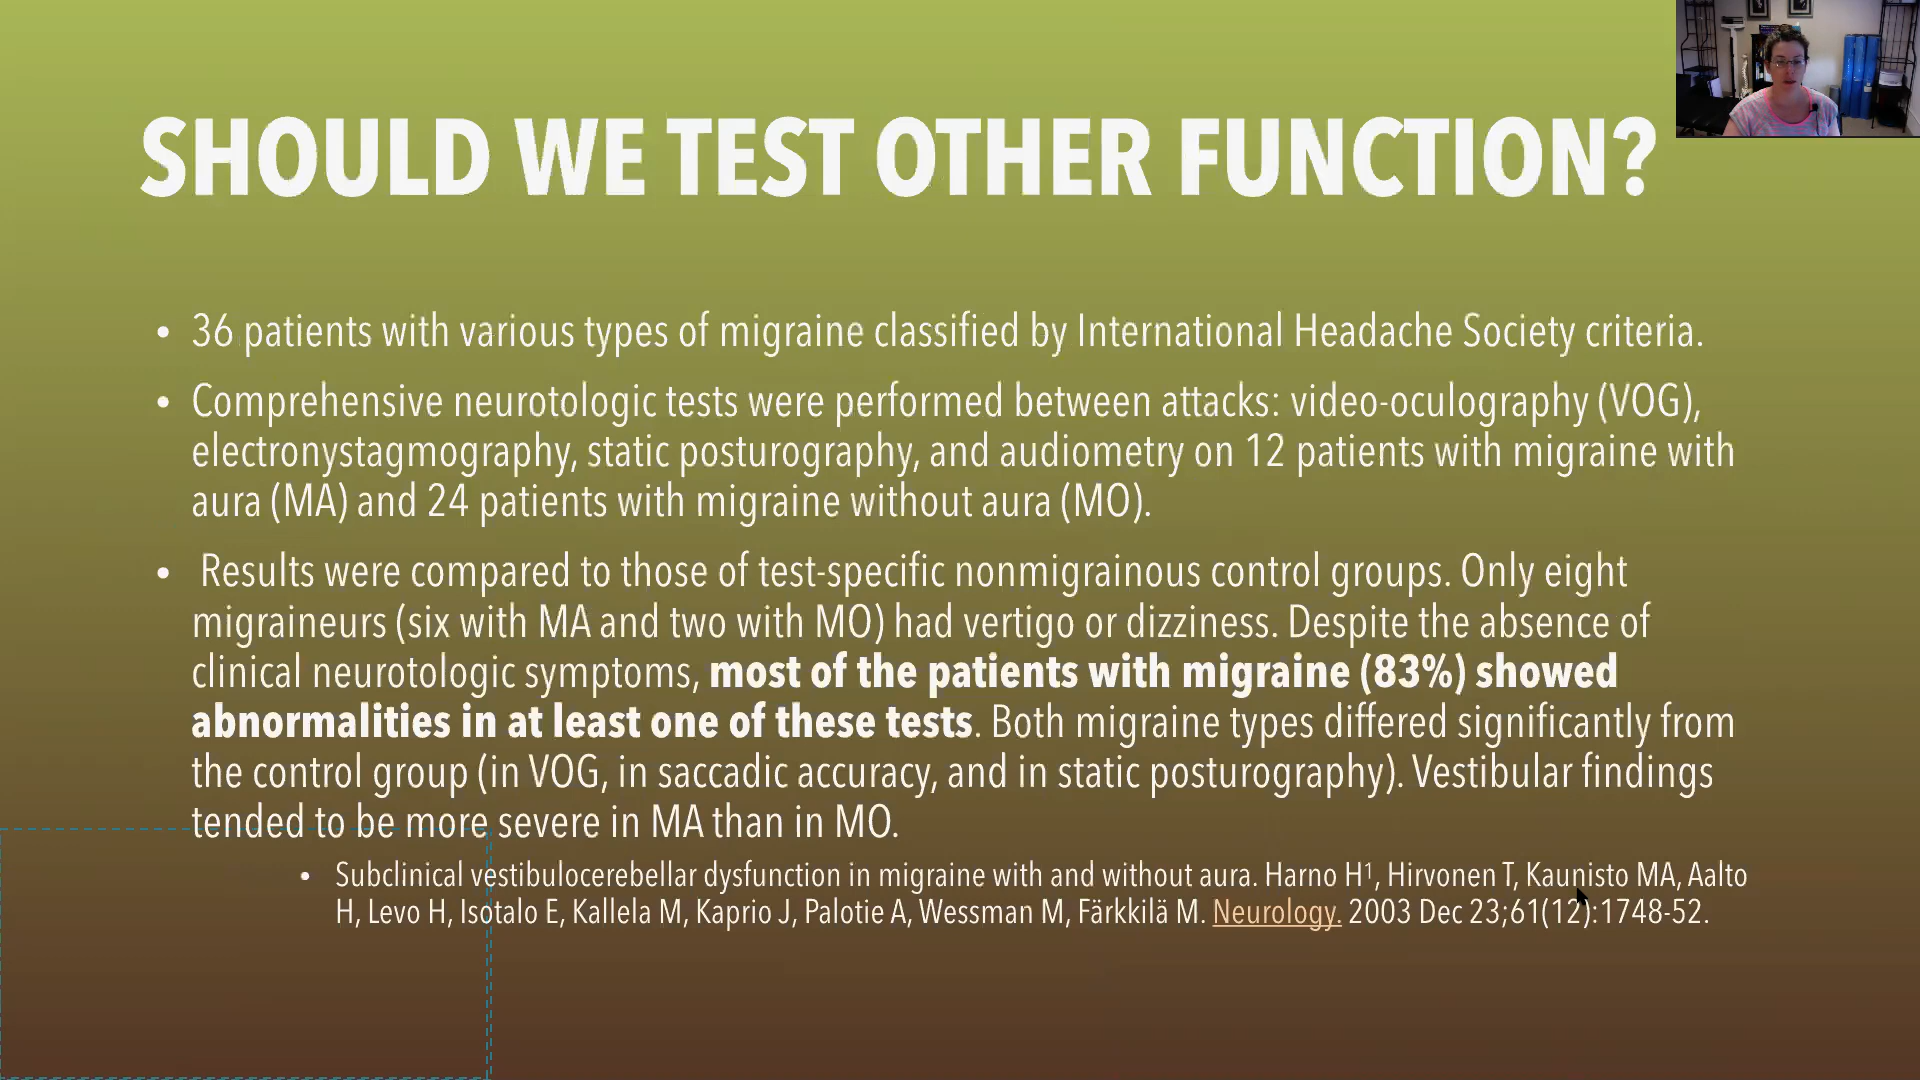 SHOULD WE TEST OTHER FUNCTION?
• 36 patients with various types of migraine classified by International Headache Society criteria.
• Comprehensive neurotologic tests were performed between attacks: video-oculography (VOG),
electronystagmography, static posturography, and audiometry on 12 patients with migraine with
aura (MA) and 24 patients with migraine without aura (MO).
• Results were compared to those of test-specific nonmigrainous control groups. Only eight
migraineurs (six with MA and two with MO) had vertigo or dizziness. Despite the absence of
clinical neurotologic symptoms, most of the patients with migraine (83%) showed
abnormalities in at least one of these tests. Both migraine types differed significantly from
the control group (in VOG, in saccadic accuracy, and in static posturography). Vestibular findings
tended to be more severe in MA than in MO.
• Subclinical vestibulocerebellar dysfunction in migraine with and without aura. Harno H¹, Hirvonen T, Kaunisto MA, Aalto
H, Levo H, Isotalo E, Kallela M, Kaprio J, Palotie A, Wessman M, Färkkilä M. Neurology. 2003 Dec 23;61(12):1748-52.